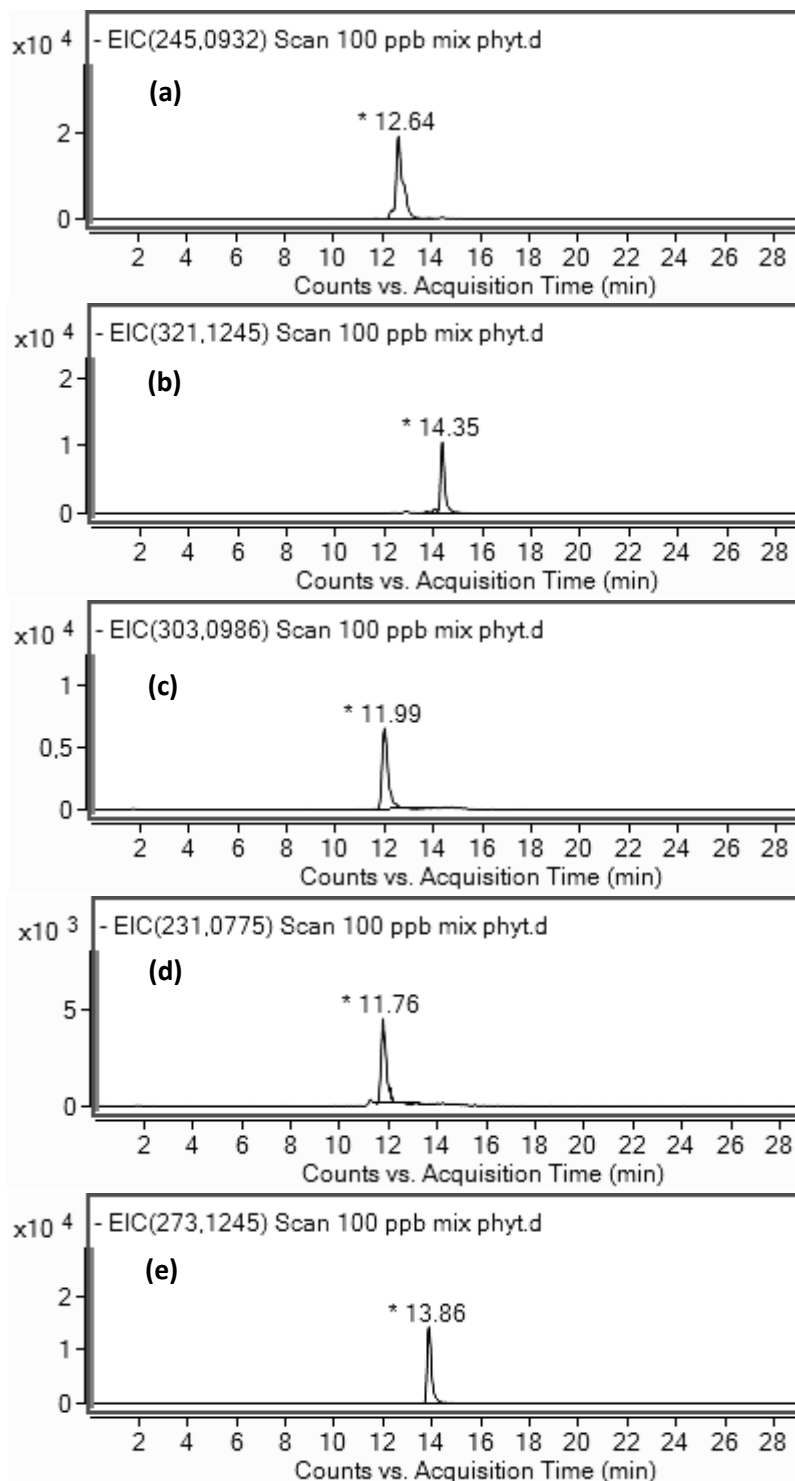 x10 4
- EIC(245,0932) Scan 100 ppb mix phyt.d
(a)
* 12.64
2
0
2 4 6 8 10 12 14 16 18 20 22 24 26 28
Counts vs. Acquisition Time (min)
x10 4
- EIC(321,1245) Scan 100 ppb mix phyt.d
(b)
2
* 14.35
1
0
2 4 6 8 10 12 14 16 18 20 22 24 26 28
Counts vs. Acquisition Time (min)
x10 4
- EIC(303,0986) Scan 100 ppb mix phyt.d
(c)
1
* 11.99
0,5
0
2 4 6 8 10 12 14 16 18 20 22 24 26 28
Counts vs. Acquisition Time (min)
x10 3
- EIC(231,0775) Scan 100 ppb mix phyt.d
(d)
* 11.76
5
0
2 4 6 8 10 12 14 16 18 20 22 24 26 28
Counts vs. Acquisition Time (min)
x10 4
- EIC(273,1245) Scan 100 ppb mix phyt.d
(e)
2
* 13.86
1
0
2 4 6 8 10 12 14 16 18 20 22 24 26 28
Counts vs. Acquisition Time (min)